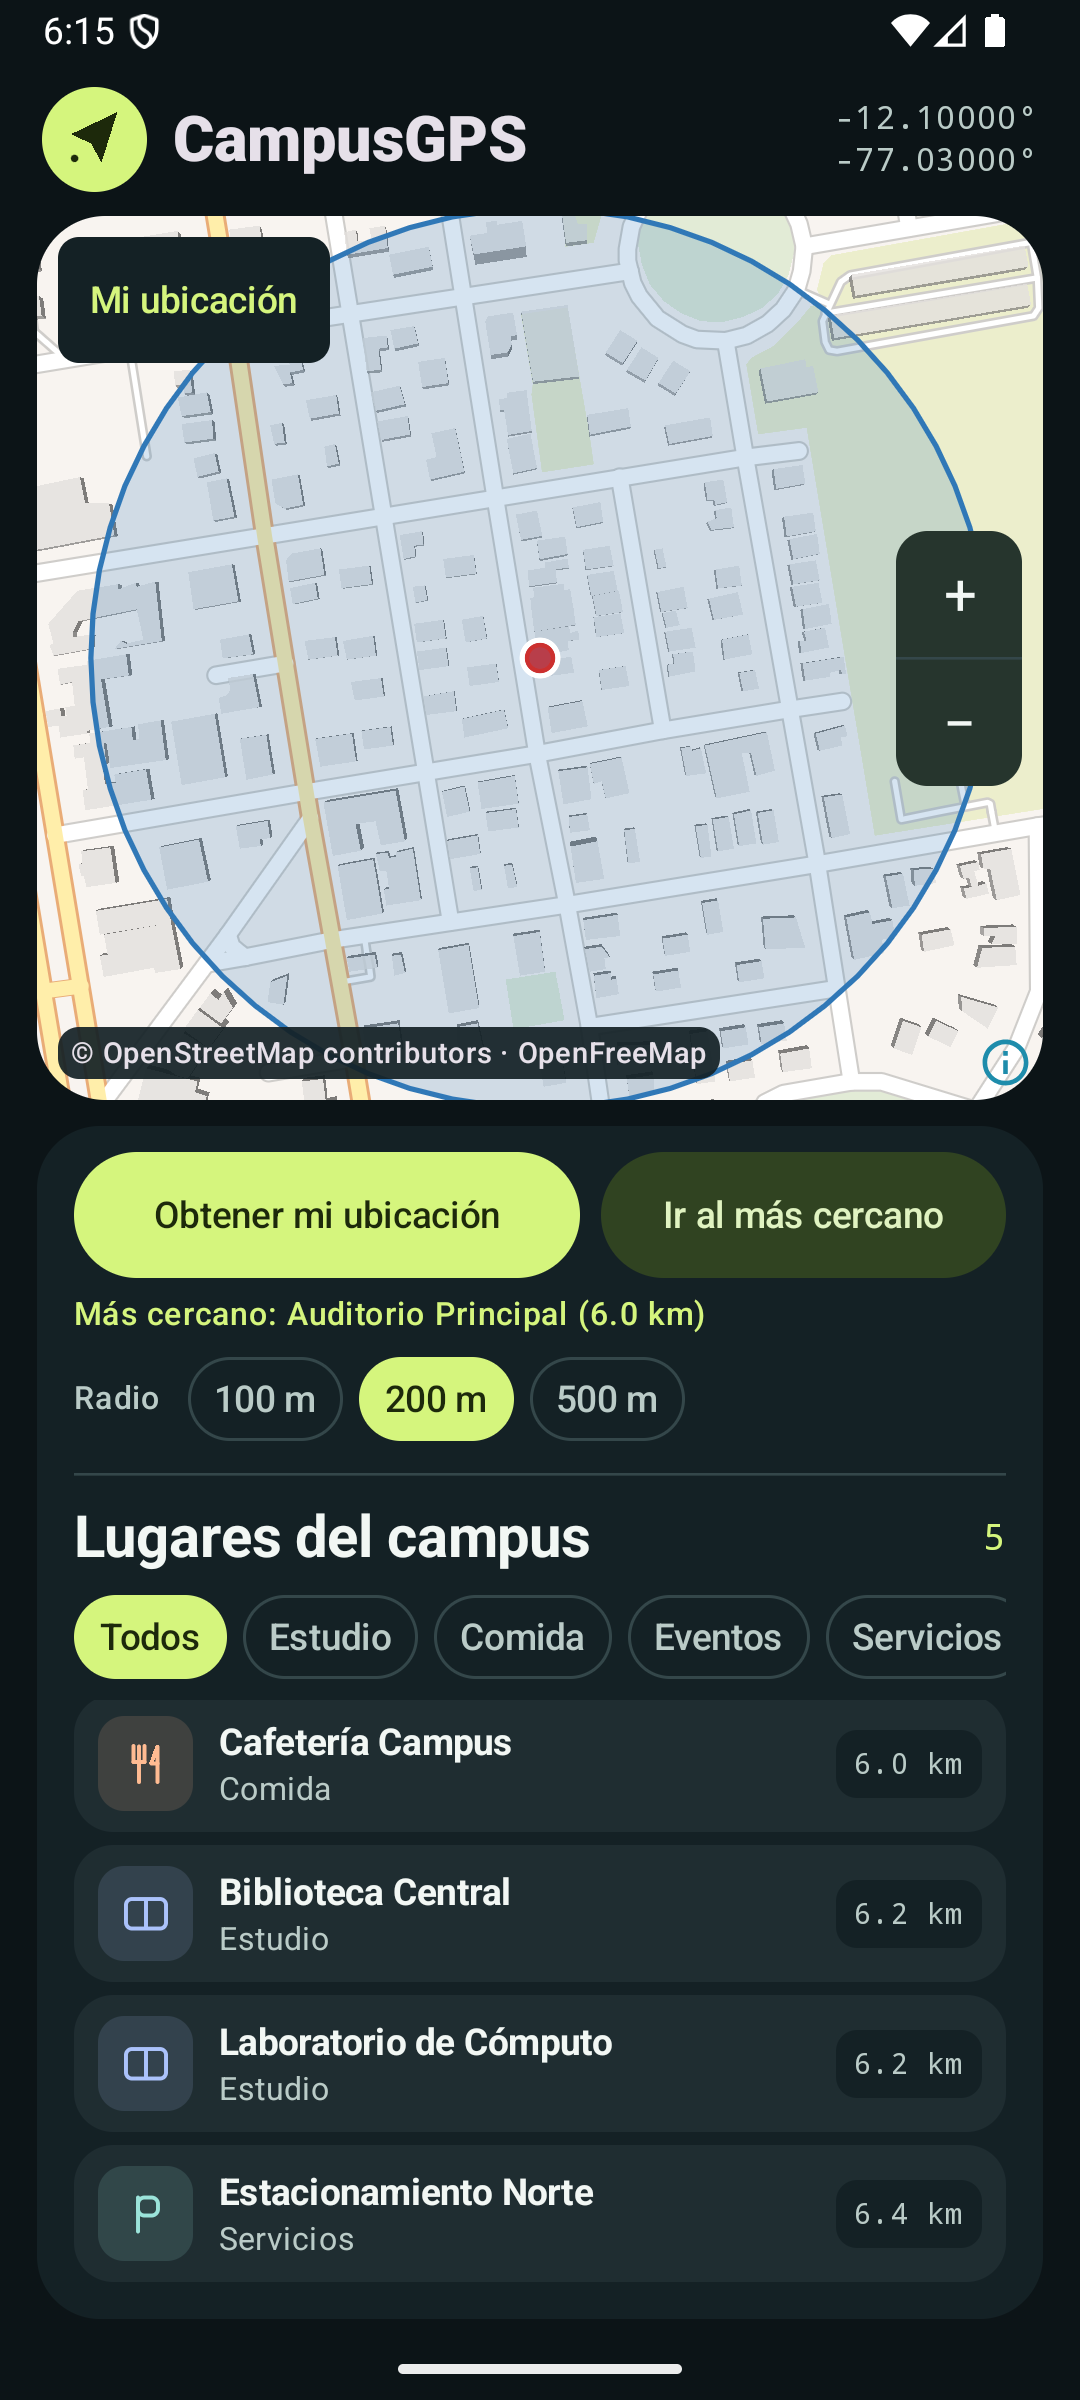 6:15
CampusGPS
-12.10000°
-77.03000°
Mi ubicación
+
−
© OpenStreetMap contributors · OpenFreeMap
Obtener mi ubicación
Ir al más cercano
Más cercano: Auditorio Principal (6.0 km)
Radio
100 m
200 m
500 m
Lugares del campus
5
Todos
Estudio
Comida
Eventos
Servicios
Cafetería Campus
Comida
6.0 km
Biblioteca Central
Estudio
6.2 km
Laboratorio de Cómputo
Estudio
6.2 km
Estacionamiento Norte
Servicios
6.4 km